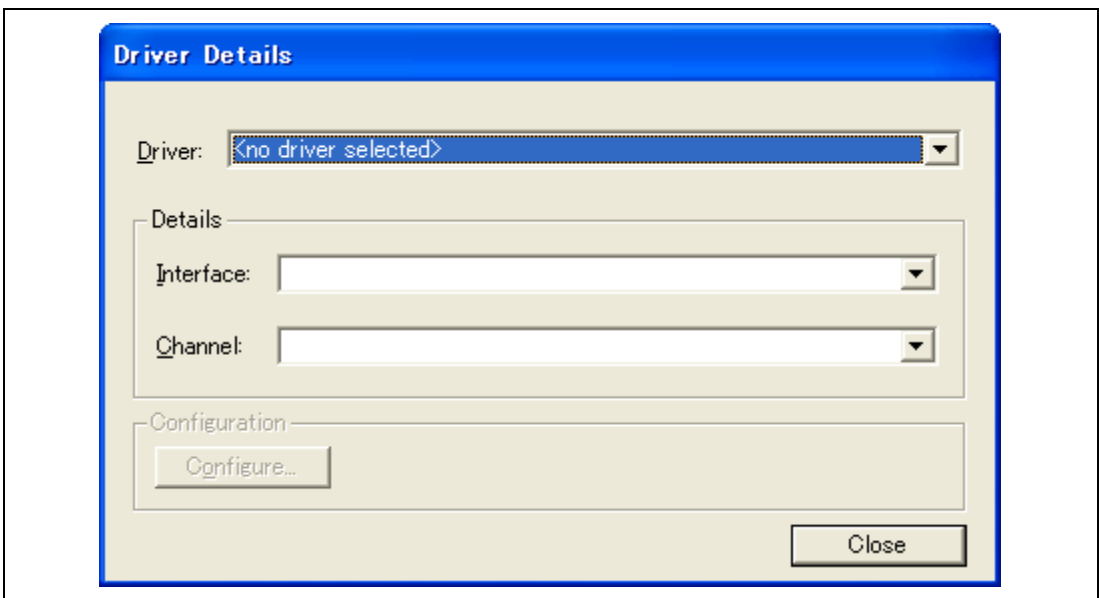 Driver Details
Driver: <no driver selected>
Details
Interface:
Channel:
Configuration
Configure...
Close